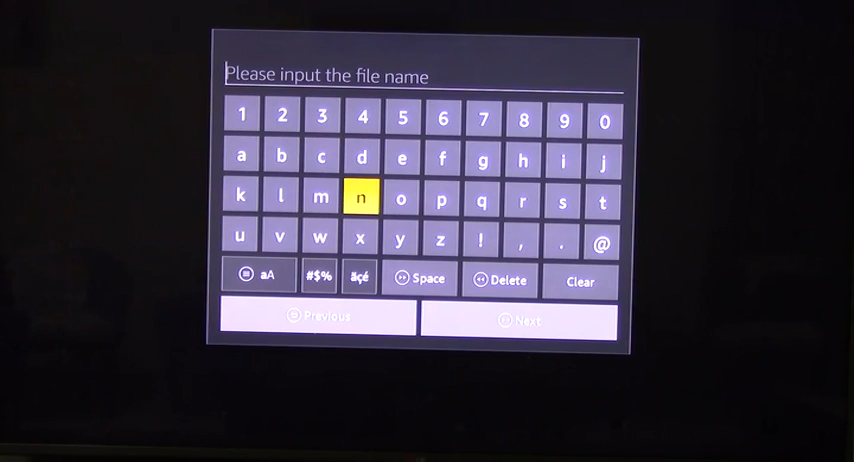 Please input the file name
1 2 3 4 5 6 7 8 9 0
a b c d e f g h i j
k l m n o p q r s t
u v w x y z ! , . @
aA #$% äçé Space Delete Clear
Previous Next